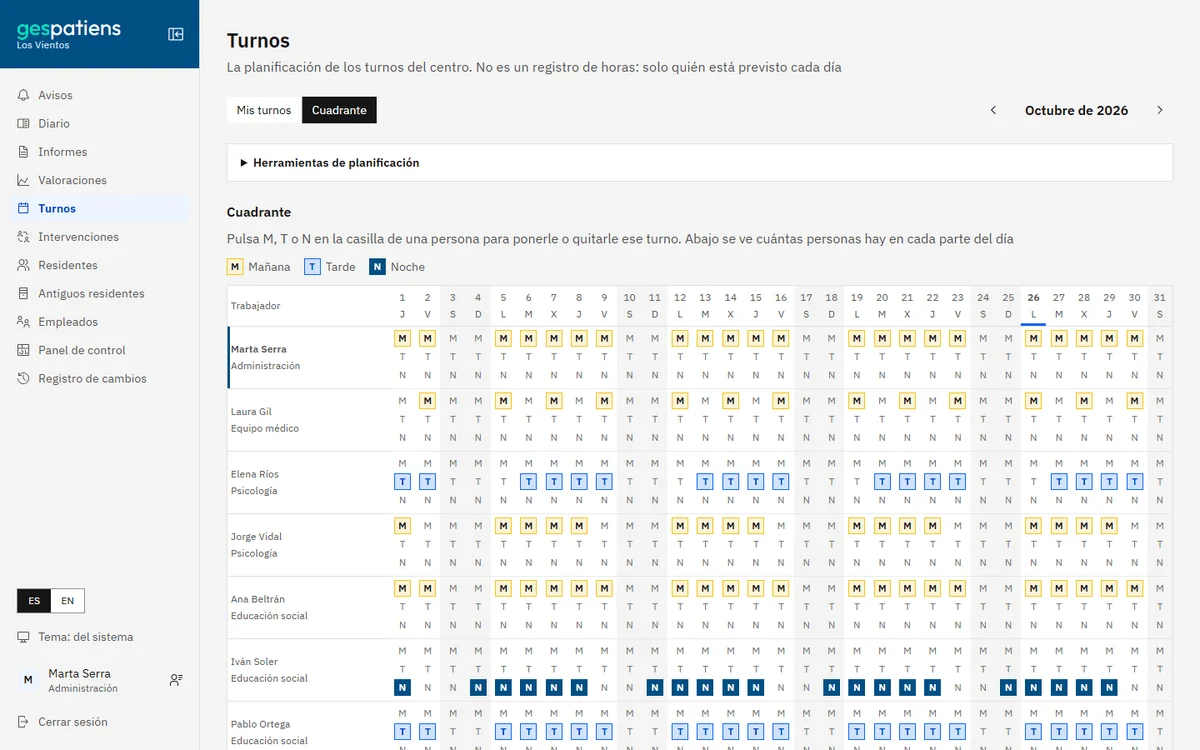 gespatiens
Los Vientos
Avisos
Diario
Informes
Valoraciones
Turnos
Intervenciones
Residentes
Antiguos residentes
Empleados
Panel de control
Registro de cambios
ES EN
Tema: del sistema
M Marta Serra
Administración
Cerrar sesión
Turnos
La planificación de los turnos del centro. No es un registro de horas: solo quién está previsto cada día
Mis turnos Cuadrante
Octubre de 2026
Herramientas de planificación
Cuadrante
Pulsa M, T o N en la casilla de una persona para ponerle o quitarle ese turno. Abajo se ve cuántas personas hay en cada parte del día
M Mañana T Tarde N Noche
Trabajador
1 2 3 4 5 6 7 8 9 10 11 12 13 14 15 16 17 18 19 20 21 22 23 24 25 26 27 28 29 30 31
J V S D L M X J V S D L M X J V S D L M X J V S D L M X J V S
Marta Serra
Administración
M M M M M M M M M M M M M M M M M M M M M M M M M M M M M M M
T T T T T T T T T T T T T T T T T T T T T T T T T T T T T T T
N N N N N N N N N N N N N N N N N N N N N N N N N N N N N N N
Laura Gil
Equipo médico
M M M M M M M M M M M M M M M M M M M M M M M M M M M M M M M
T T T T T T T T T T T T T T T T T T T T T T T T T T T T T T T
N N N N N N N N N N N N N N N N N N N N N N N N N N N N N N N
Elena Ríos
Psicología
M M M M M M M M M M M M M M M M M M M M M M M M M M M M M M M
T T T T T T T T T T T T T T T T T T T T T T T T T T T T T T T
N N N N N N N N N N N N N N N N N N N N N N N N N N N N N N N
Jorge Vidal
Psicología
M M M M M M M M M M M M M M M M M M M M M M M M M M M M M M M
T T T T T T T T T T T T T T T T T T T T T T T T T T T T T T T
N N N N N N N N N N N N N N N N N N N N N N N N N N N N N N N
Ana Beltrán
Educación social
M M M M M M M M M M M M M M M M M M M M M M M M M M M M M M M
T T T T T T T T T T T T T T T T T T T T T T T T T T T T T T T
N N N N N N N N N N N N N N N N N N N N N N N N N N N N N N N
Iván Soler
Educación social
M M M M M M M M M M M M M M M M M M M M M M M M M M M M M M M
T T T T T T T T T T T T T T T T T T T T T T T T T T T T T T T
N N N N N N N N N N N N N N N N N N N N N N N N N N N N N N N
Pablo Ortega
Educación social
M M M M M M M M M M M M M M M M M M M M M M M M M M M M M M M
T T T T T T T T T T T T T T T T T T T T T T T T T T T T T T T